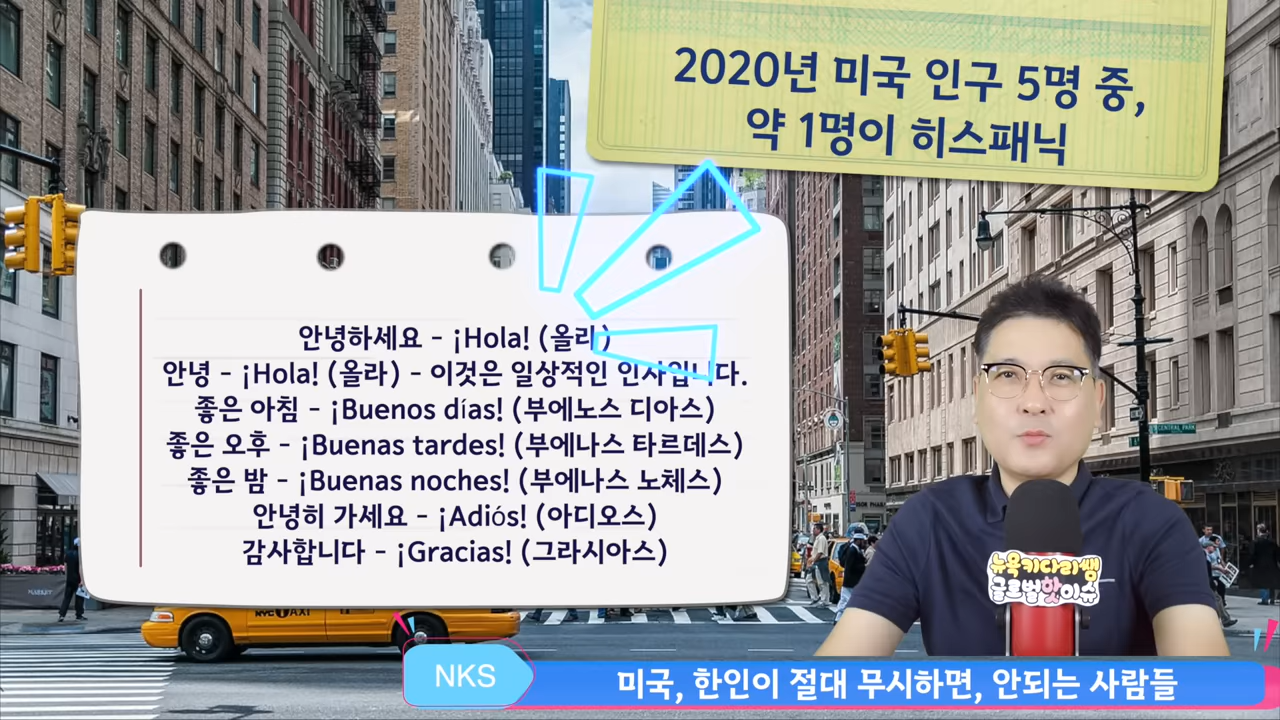 2020년 미국 인구 5명 중,
약 1명이 히스패닉
안녕하세요 - ¡Hola! (올라)
안녕 - ¡Hola! (올라) - 이것은 일상적인 인사입니다.
좋은 아침 - ¡Buenos días! (부에노스 디아스)
좋은 오후 - ¡Buenas tardes! (부에나스 타르데스)
좋은 밤 - ¡Buenas noches! (부에나스 노체스)
안녕히 가세요 - ¡Adiós! (아디오스)
감사합니다 - ¡Gracias! (그라시아스)
CENTRAL PARK
NYC TAXI
뉴욕키다리쌤
글로벌핫이슈
NKS
미국, 한인이 절대 무시하면, 안되는 사람들